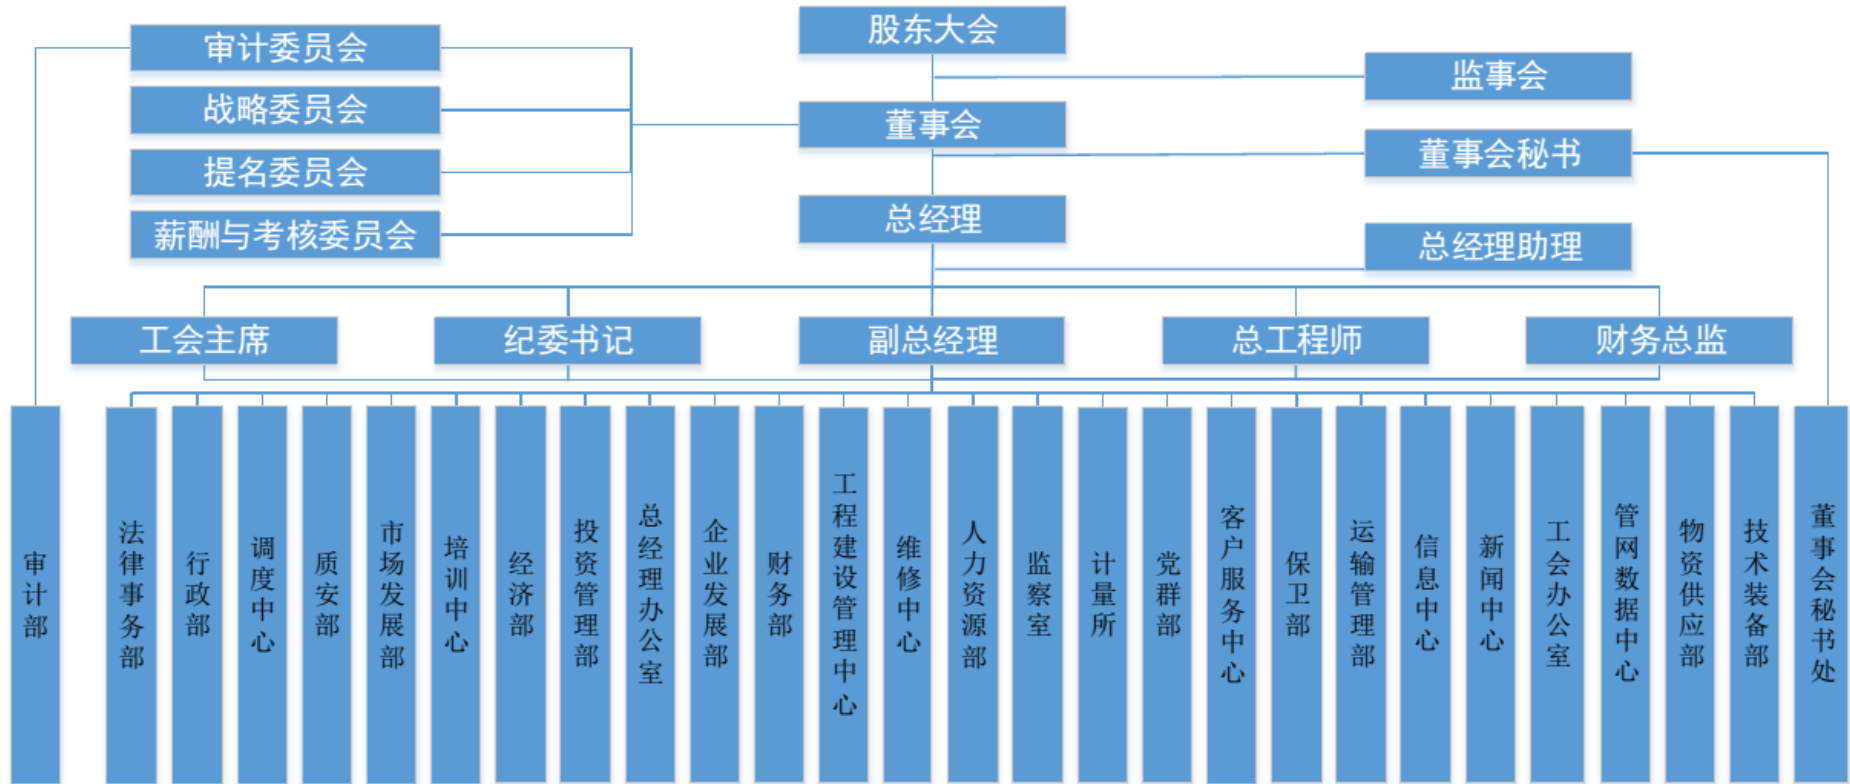 股东大会
审计委员会
监事会
战略委员会
董事会
董事会秘书
提名委员会
总经理
薪酬与考核委员会
总经理助理
工会主席
纪委书记
副总经理
总工程师
财务总监
审计部
法律事务部
行政部
调度中心
质安部
市场发展部
培训中心
经济部
投资管理部
总经理办公室
企业发展部
财务部
工程建设管理中心
维修中心
人力资源部
监察室
计量所
党群部
客户服务中心
保卫部
运输管理部
信息中心
新闻中心
工会办公室
管网数据中心
物资供应部
技术装备部
董事会秘书处